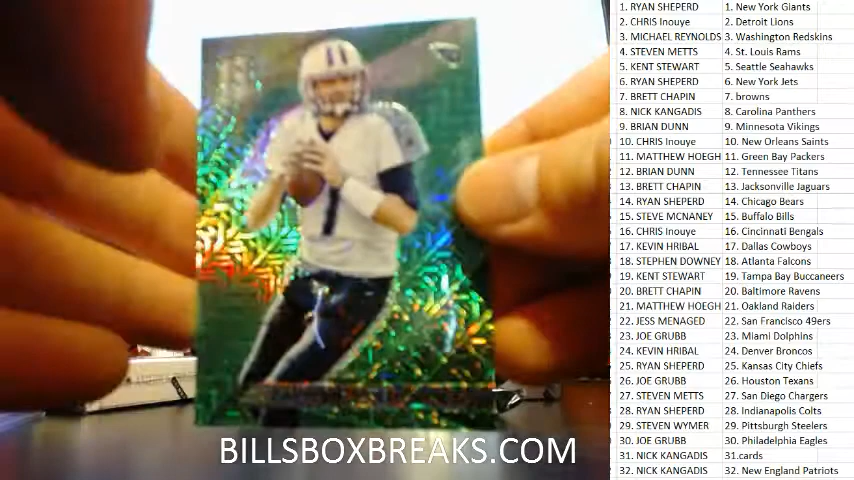 1. RYAN SHEPERD 1. New York Giants
2. CHRIS Inouye 2. Detroit Lions
3. MICHAEL REYNOLDS 3. Washington Redskins
4. STEVEN METTS 4. St. Louis Rams
5. KENT STEWART 5. Seattle Seahawks
6. RYAN SHEPERD 6. New York Jets
7. BRETT CHAPIN 7. browns
8. NICK KANGADIS 8. Carolina Panthers
9. BRIAN DUNN 9. Minnesota Vikings
10. CHRIS Inouye 10. New Orleans Saints
11. MATTHEW HOEGH 11. Green Bay Packers
12. BRIAN DUNN 12. Tennessee Titans
13. BRETT CHAPIN 13. Jacksonville Jaguars
14. RYAN SHEPERD 14. Chicago Bears
15. STEVE MCNANEY 15. Buffalo Bills
16. CHRIS Inouye 16. Cincinnati Bengals
17. KEVIN HRIBAL 17. Dallas Cowboys
18. STEPHEN DOWNEY 18. Atlanta Falcons
19. KENT STEWART 19. Tampa Bay Buccaneers
20. BRETT CHAPIN 20. Baltimore Ravens
21. MATTHEW HOEGH 21. Oakland Raiders
22. JESS MENAGED 22. San Francisco 49ers
23. JOE GRUBB 23. Miami Dolphins
24. KEVIN HRIBAL 24. Denver Broncos
25. RYAN SHEPERD 25. Kansas City Chiefs
26. JOE GRUBB 26. Houston Texans
27. STEVEN METTS 27. San Diego Chargers
28. RYAN SHEPERD 28. Indianapolis Colts
29. STEVEN WYMER 29. Pittsburgh Steelers
30. JOE GRUBB 30. Philadelphia Eagles
31. NICK KANGADIS 31.cards
32. NICK KANGADIS 32. New England Patriots
7
BILLSBOXBREAKS.COM